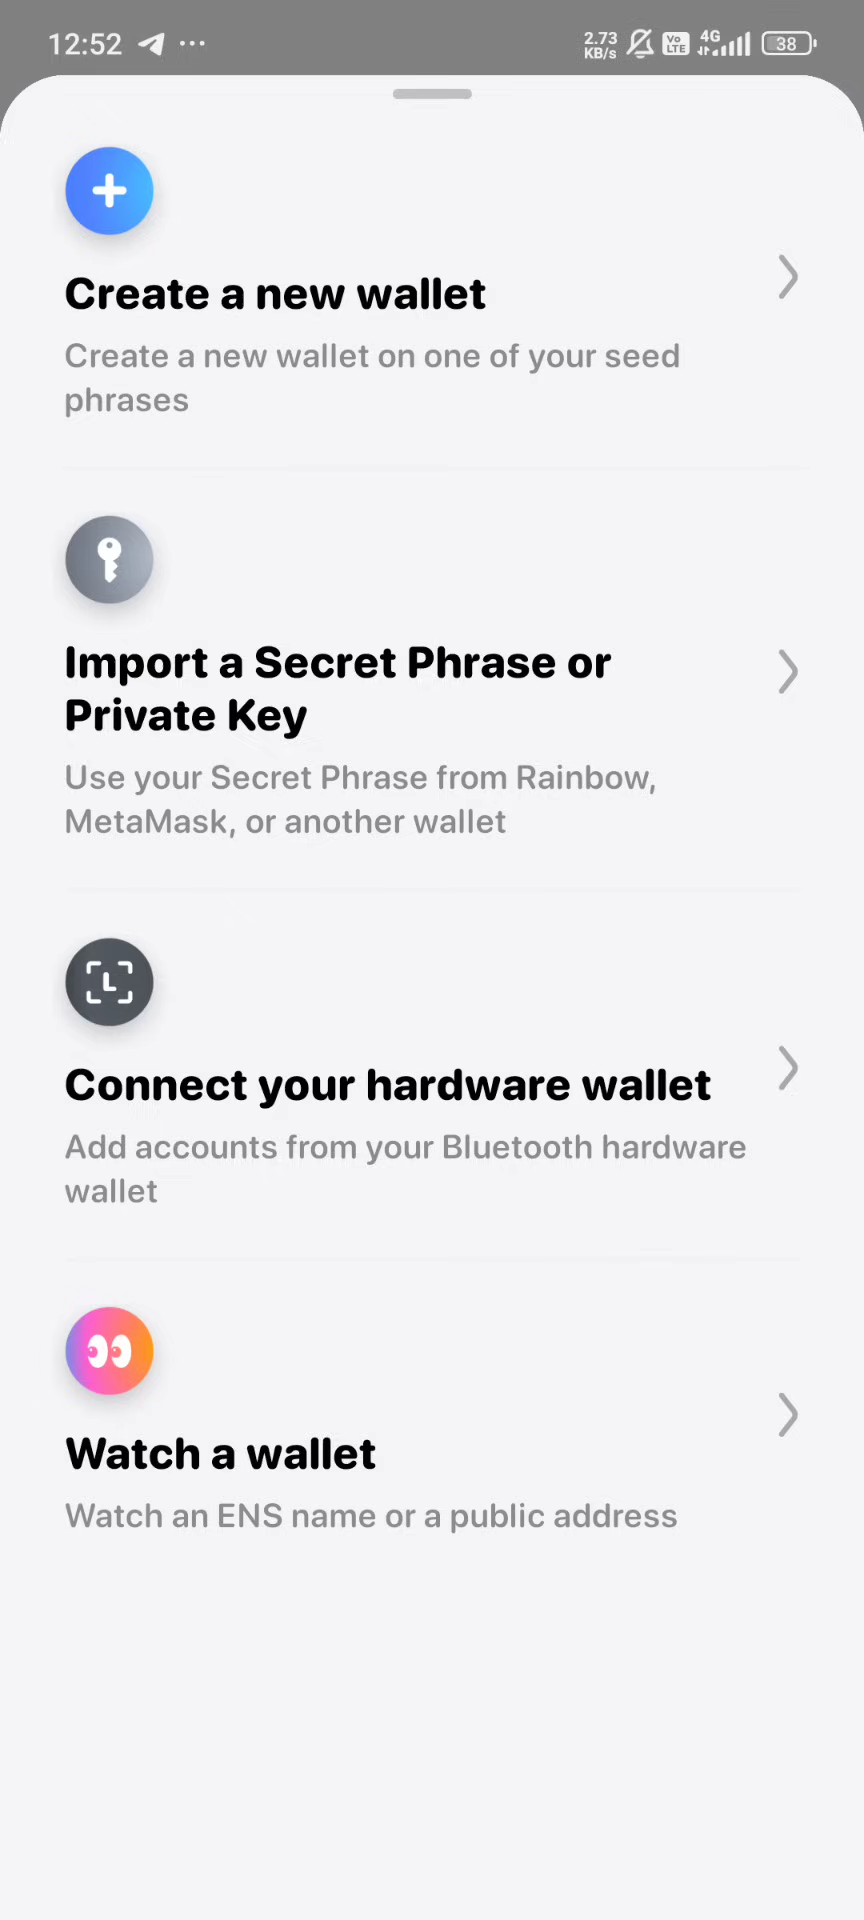 12:52
2.73
KB/s
Vo
LTE
4G
38
Create a new wallet
Create a new wallet on one of your seed
phrases
Import a Secret Phrase or
Private Key
Use your Secret Phrase from Rainbow,
MetaMask, or another wallet
L
Connect your hardware wallet
Add accounts from your Bluetooth hardware
wallet
Watch a wallet
Watch an ENS name or a public address